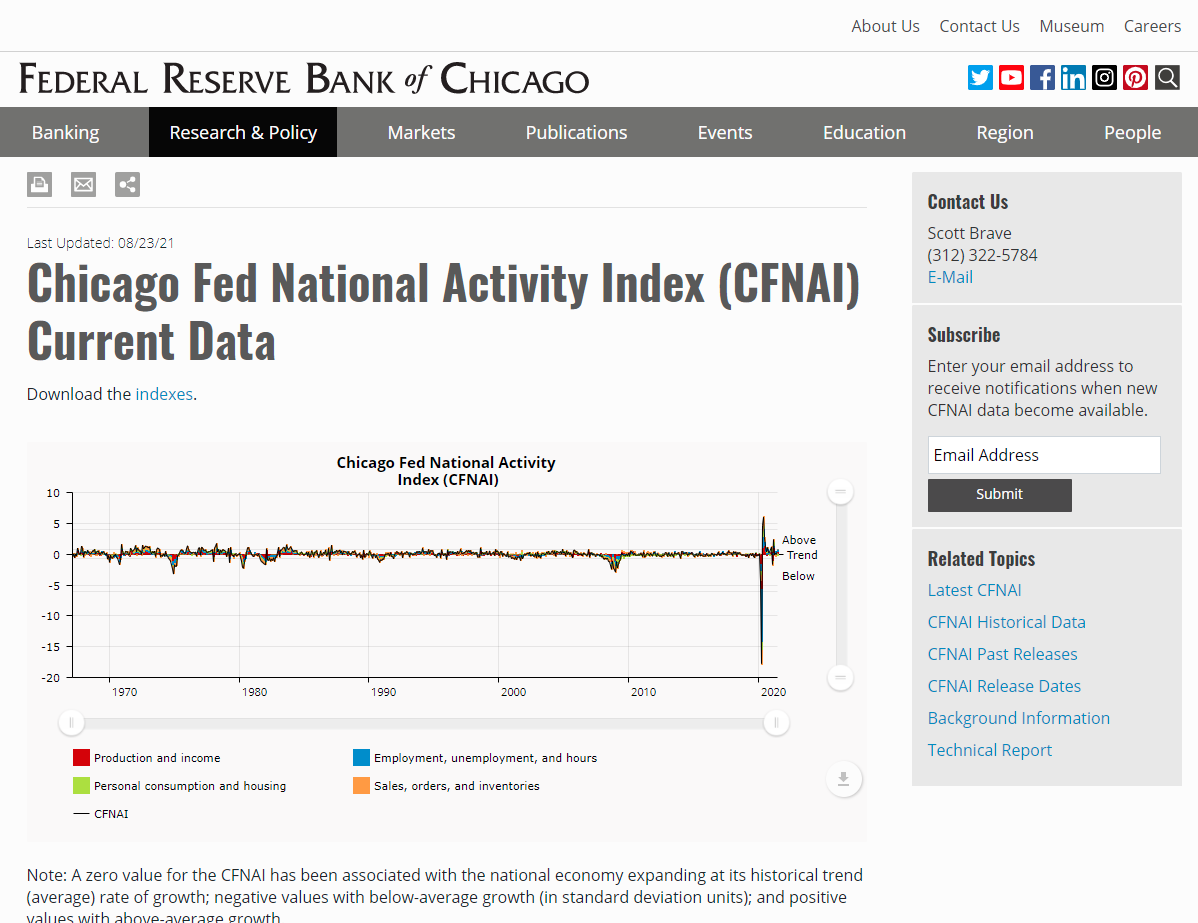 About Us Contact Us Museum Careers
FEDERAL RESERVE BANK of CHICAGO
Banking Research & Policy Markets Publications Events Education Region People
Last Updated: 08/23/21
Chicago Fed National Activity Index (CFNAI)
Current Data
Download the indexes.
Chicago Fed National Activity
Index (CFNAI)
10
5
0
-5
-10
-15
-20
Above
Trend
Below
1970 1980 1990 2000 2010 2020
Production and income
Employment, unemployment, and hours
Personal consumption and housing
Sales, orders, and inventories
CFNAI
Note: A zero value for the CFNAI has been associated with the national economy expanding at its historical trend
(average) rate of growth; negative values with below-average growth (in standard deviation units); and positive
values with above-average growth.
Contact Us
Scott Brave
(312) 322-5784
E-Mail
Subscribe
Enter your email address to
receive notifications when new
CFNAI data become available.
Email Address
Submit
Related Topics
Latest CFNAI
CFNAI Historical Data
CFNAI Past Releases
CFNAI Release Dates
Background Information
Technical Report